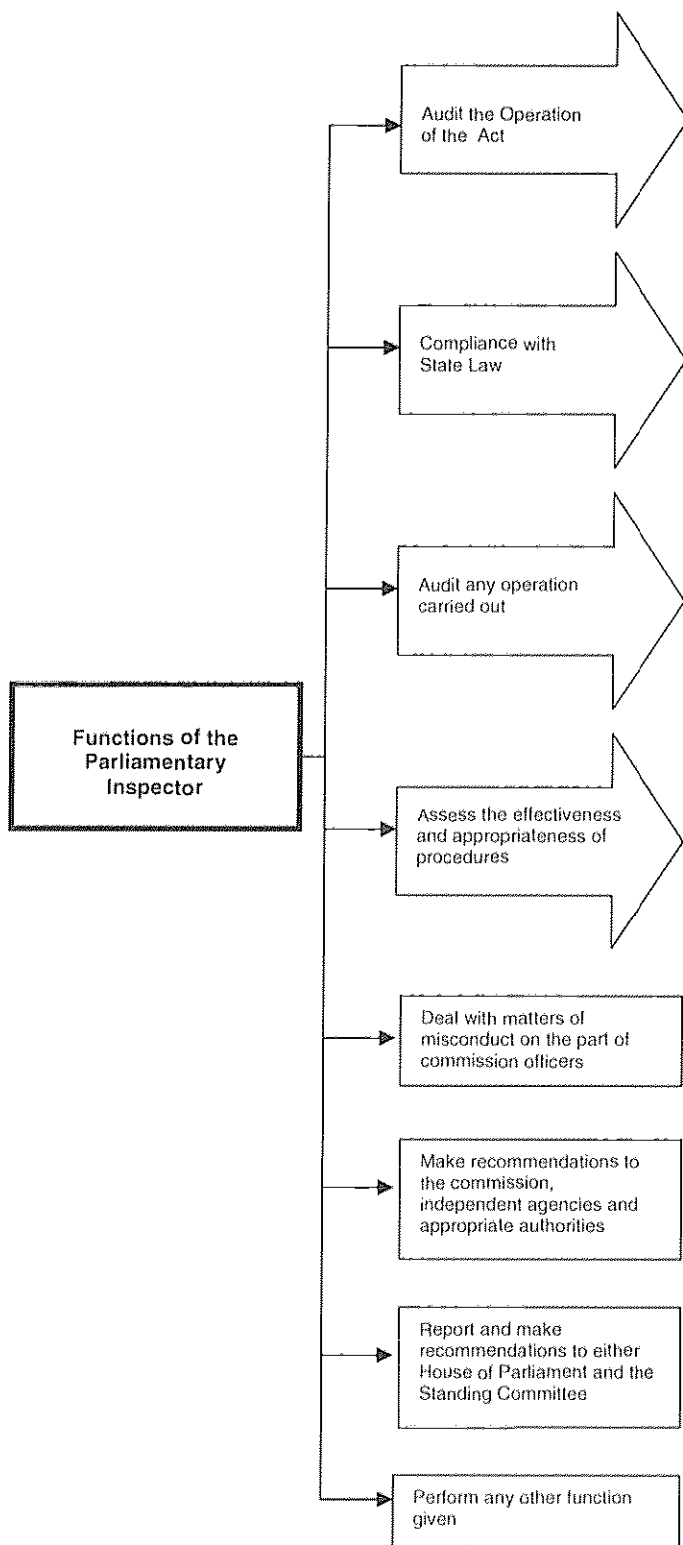 Audit the Operation
of the Act
Compliance with
State Law
Audit any operation
carried out
Functions of the
Parliamentary
Inspector
Assess the effectiveness
and appropriateness of
procedures
Deal with matters of
misconduct on the part of
commission officers
Make recommendations to
the commission,
independent agencies and
appropriate authorities
Report and make
recommendations to either
House of Parliament and the
Standing Committee
Perform any other function
given